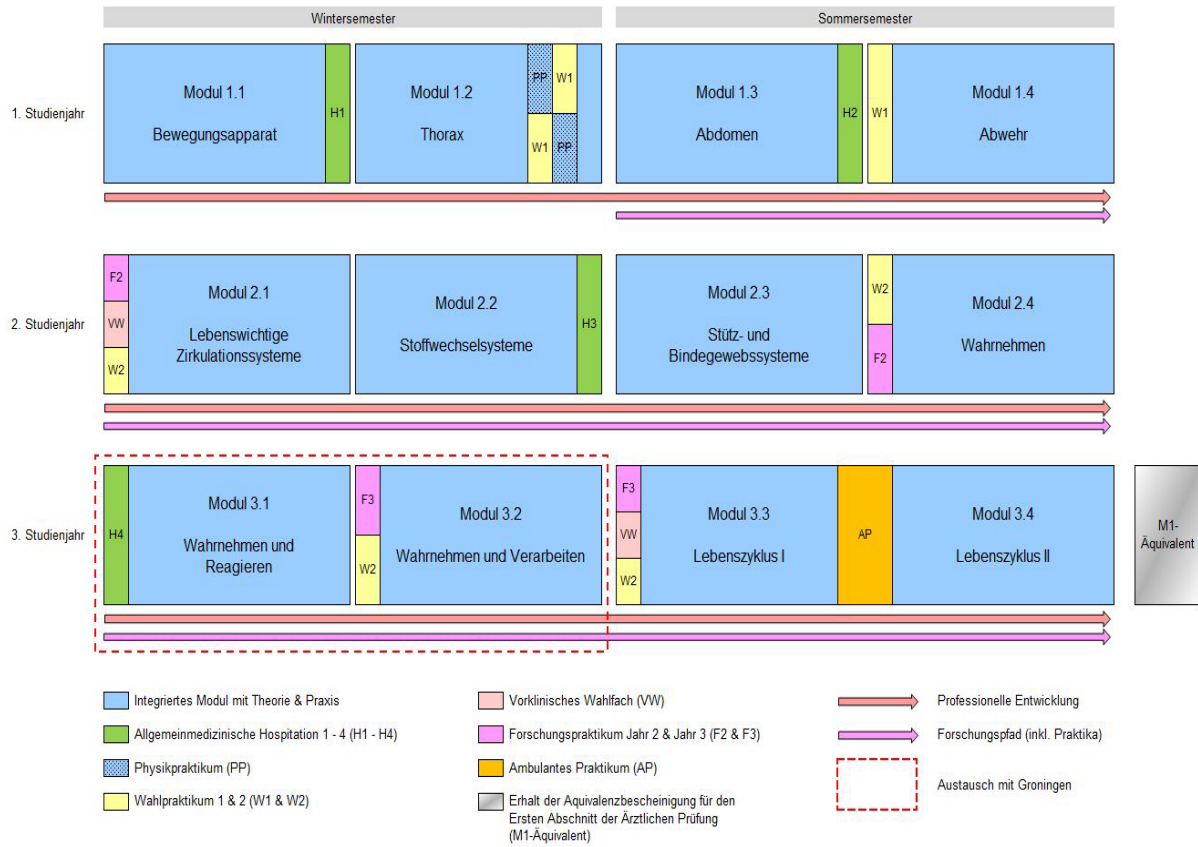 Wintersemester
Sommersemester
1. Studienjahr
Modul 1.1
Bewegungsapparat
H1
Modul 1.2
Thorax
PP
W1
W1
PP
Modul 1.3
Abdomen
H2
W1
Modul 1.4
Abwehr
2. Studienjahr
F2
VW
W2
Modul 2.1
Lebenswichtige
Zirkulationssysteme
Modul 2.2
Stoffwechselsysteme
H3
Modul 2.3
Stütz- und
Bindegewebssysteme
W2
F2
Modul 2.4
Wahrnehmen
3. Studienjahr
H4
Modul 3.1
Wahrnehmen und
Reagieren
F3
W2
Modul 3.2
Wahrnehmen und Verarbeiten
F3
VW
W2
Modul 3.3
Lebenszyklus I
AP
Modul 3.4
Lebenszyklus II
M1-
Äquivalent
Integriertes Modul mit Theorie & Praxis
Allgemeinmedizinische Hospitation 1 - 4 (H1 - H4)
Physikpraktikum (PP)
Wahlpraktikum 1 & 2 (W1 & W2)
Vorklinisches Wahlfach (VW)
Forschungspraktikum Jahr 2 & Jahr 3 (F2 & F3)
Ambulantes Praktikum (AP)
Erhalt der Äquivalenzbescheinigung für den
Ersten Abschnitt der Ärztlichen Prüfung
(M1-Äquivalent)
Professionelle Entwicklung
Forschungspfad (inkl. Praktika)
Austausch mit Groningen